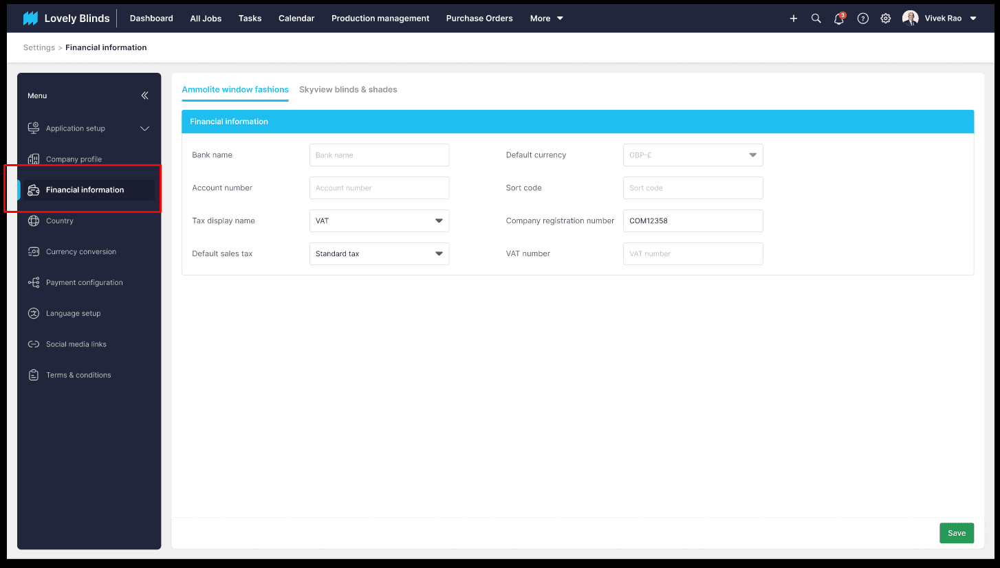 Lovely Blinds Dashboard All Jobs Tasks Calendar Production management Purchase Orders More 3 ? Vivek Rao
Settings > Financial information
Menu
Application setup
Company profile
Financial information
Country
Currency conversion
Payment configuration
Language setup
Social media links
Terms & conditions
Ammolite window fashions Skyview blinds & shades
Financial information
Bank name Bank name Default currency GBP-£
Account number Account number Sort code Sort code
Tax display name VAT Company registration number COM12358
Default sales tax Standard tax VAT number VAT number
Save